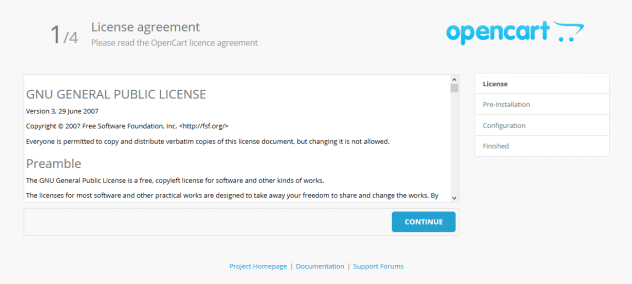 1/4
License agreement
Please read the OpenCart licence agreement
opencart
GNU GENERAL PUBLIC LICENSE
Version 3, 29 June 2007
Copyright © 2007 Free Software Foundation, Inc. <http://fsf.org/>
Everyone is permitted to copy and distribute verbatim copies of this license document, but changing it is not allowed.
Preamble
The GNU General Public License is a free, copyleft license for software and other kinds of works.
The licenses for most software and other practical works are designed to take away your freedom to share and change the works. By
CONTINUE
License
Pre-Installation
Configuration
Finished
Project Homepage | Documentation | Support Forums